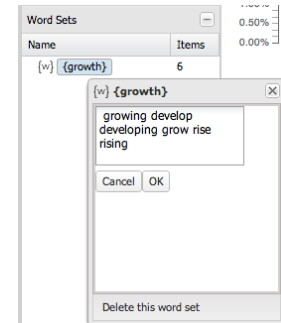 Word Sets
0.50%
Name Items 0.00%
{w} {growth} 6
{w} {growth}
growing develop
developing grow rise
rising
Cancel OK
Delete this word set